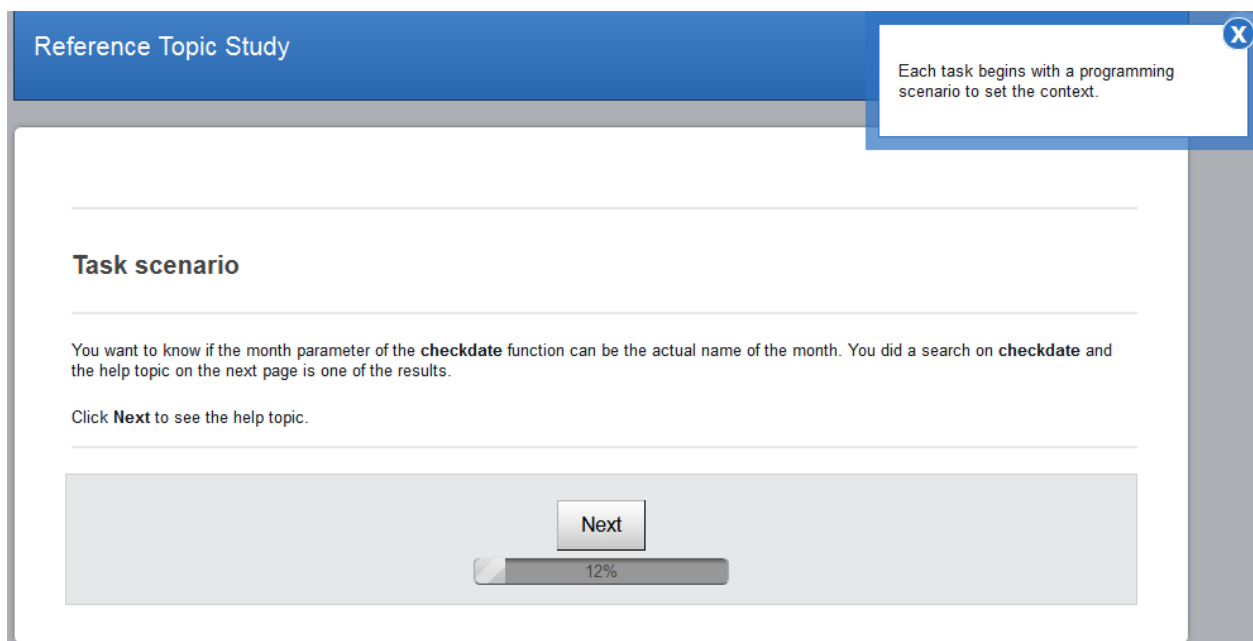 Reference Topic Study
X
Each task begins with a programming
scenario to set the context.
Task scenario
You want to know if the month parameter of the checkdate function can be the actual name of the month. You did a search on checkdate and
the help topic on the next page is one of the results.
Click Next to see the help topic.
Next
12%